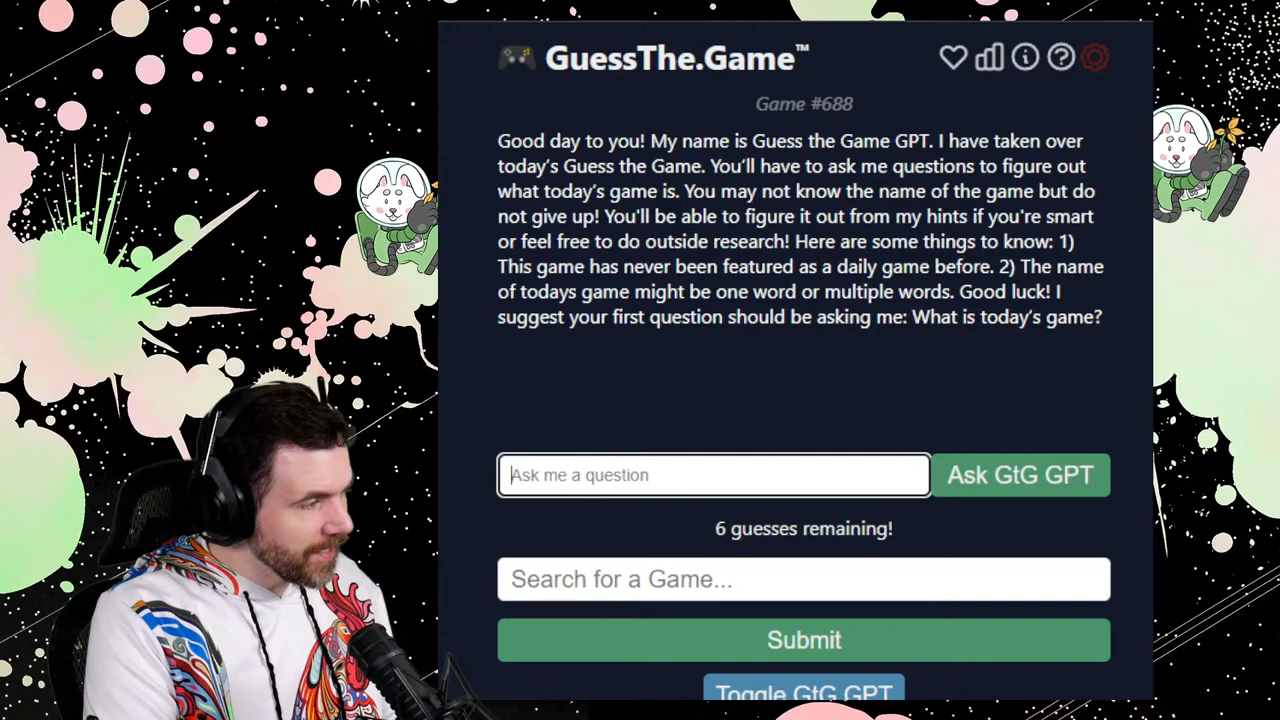 GuessThe.Game™
Game #688
Good day to you! My name is Guess the Game GPT. I have taken over
today's Guess the Game. You'll have to ask me questions to figure out
what today's game is. You may not know the name of the game but do
not give up! You'll be able to figure it out from my hints if you're smart
or feel free to do outside research! Here are some things to know: 1)
This game has never been featured as a daily game before. 2) The name
of todays game might be one word or multiple words. Good luck! I
suggest your first question should be asking me: What is today's game?
Ask me a question
Ask GtG GPT
6 guesses remaining!
Search for a Game...
Submit
Toggle GtG GPT